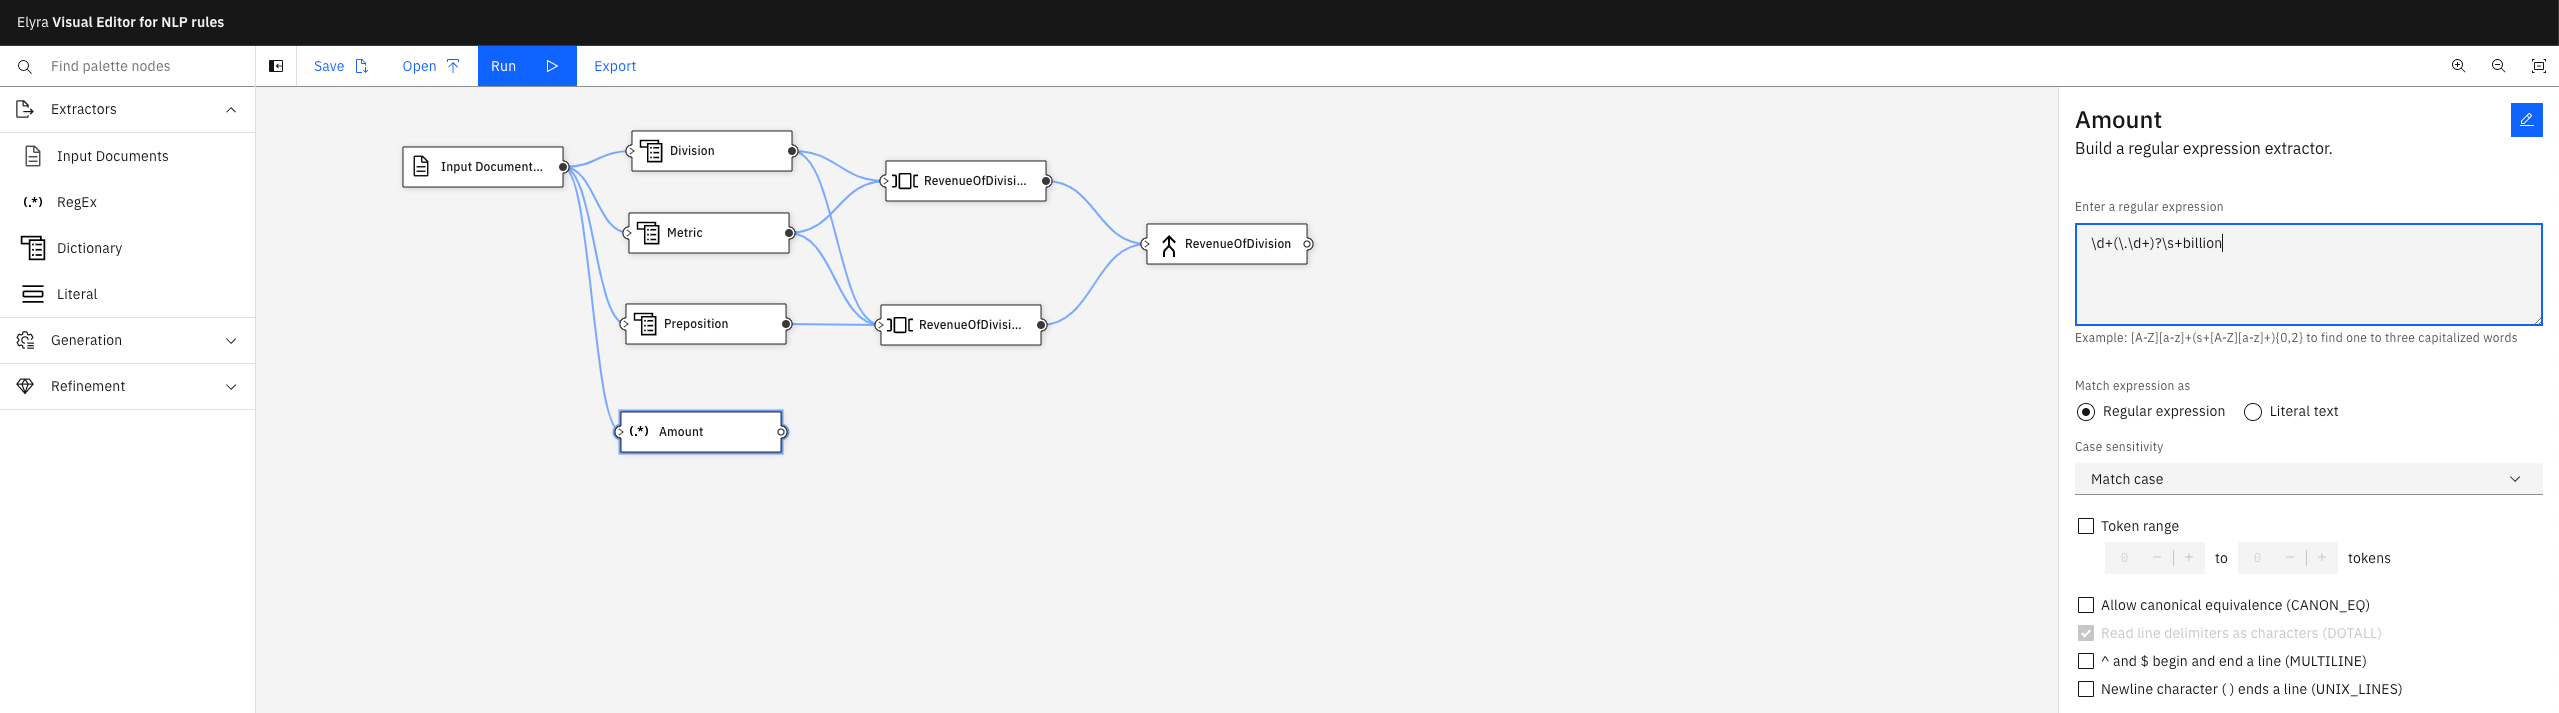 Elyra Visual Editor for NLP rules
Find palette nodes
Save
Open
Run
Export
Extractors
Input Documents
(.*) RegEx
Dictionary
Literal
Generation
Refinement
Input Document...
Division
Metric
Preposition
(.*) Amount
RevenueOfDivisi...
RevenueOfDivisi...
RevenueOfDivision
Amount
Build a regular expression extractor.
Enter a regular expression
\d+(\.\d+)?\s+billion
Example: [A-Z][a-z]+(s+[A-Z][a-z]+){0,2} to find one to three capitalized words
Match expression as
Regular expression
Literal text
Case sensitivity
Match case
Token range
0 − + to 0 − + tokens
Allow canonical equivalence (CANON_EQ)
Read line delimiters as characters (DOTALL)
^ and $ begin and end a line (MULTILINE)
Newline character ( ) ends a line (UNIX_LINES)